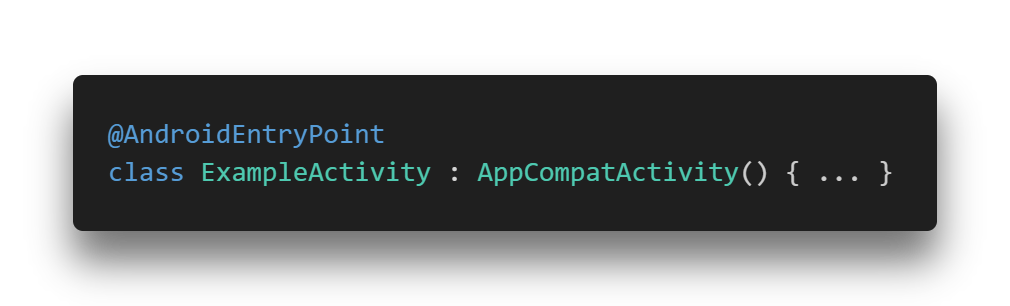 @AndroidEntryPoint
class ExampleActivity : AppCompatActivity() { ... }